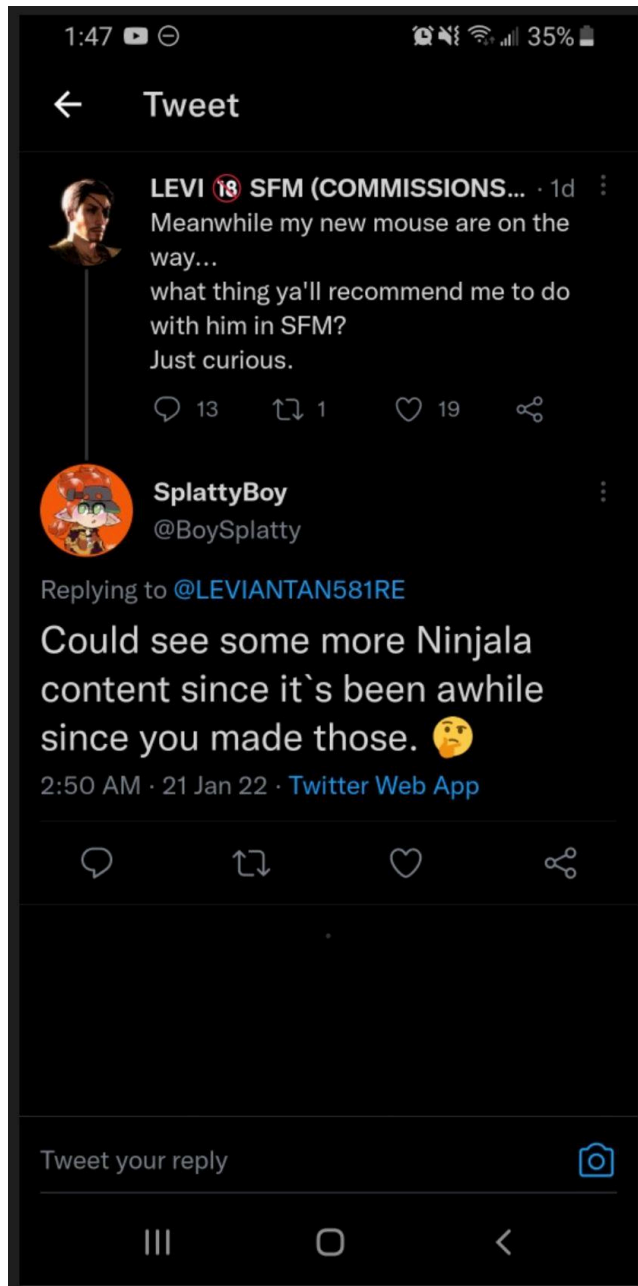 1:47
35%
Tweet
LEVI 🔞 SFM (COMMISSIONS... · 1d
Meanwhile my new mouse are on the
way...
what thing ya'll recommend me to do
with him in SFM?
Just curious.
13 1 19
SplattyBoy
@BoySplatty
Replying to @LEVIANTAN581RE
Could see some more Ninjala
content since it`s been awhile
since you made those. 🤔
2:50 AM · 21 Jan 22 · Twitter Web App
Tweet your reply